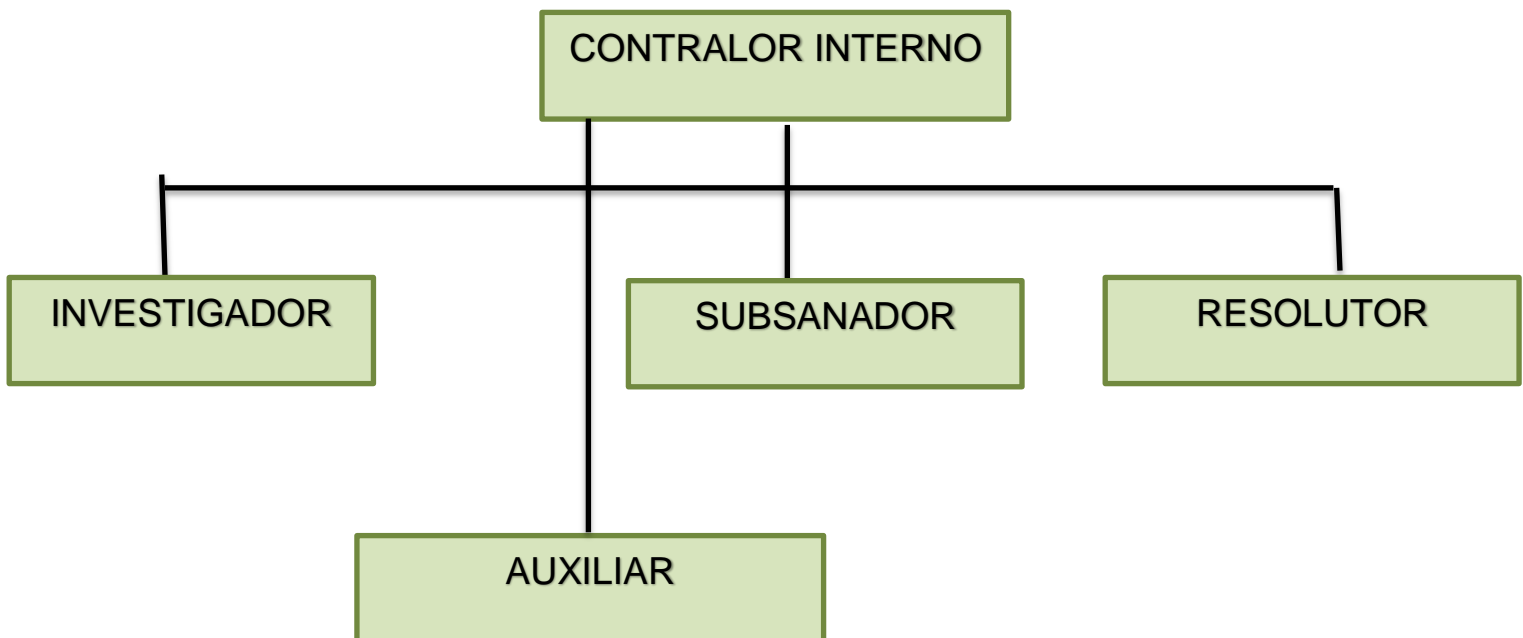 CONTRALOR INTERNO
INVESTIGADOR
SUBSANADOR
RESOLUTOR
AUXILIAR